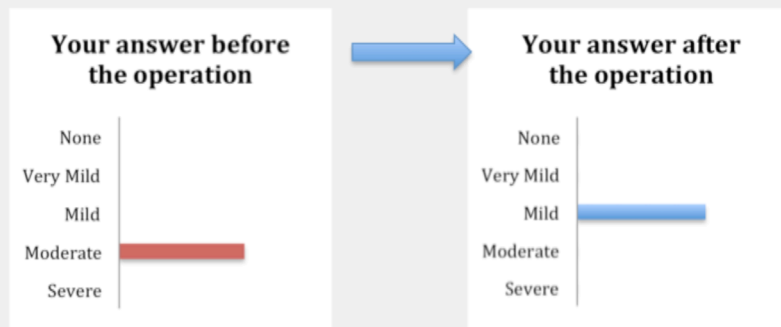 Your answer before
the operation
None
Very Mild
Mild
Moderate
Severe
Your answer after
the operation
None
Very Mild
Mild
Moderate
Severe